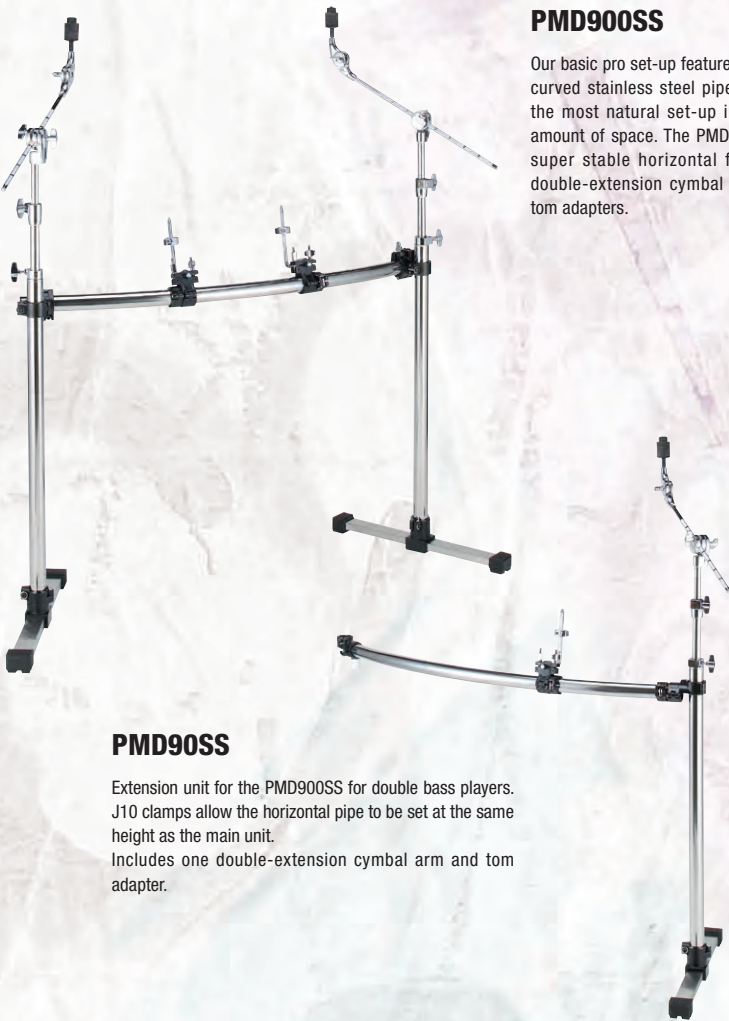 PMD900SS
Our basic pro set-up feature
curved stainless steel pipe
the most natural set-up i
amount of space. The PMD
super stable horizontal f
double-extension cymbal
tom adapters.
PMD90SS
Extension unit for the PMD900SS for double bass players.
J10 clamps allow the horizontal pipe to be set at the same
height as the main unit.
Includes one double-extension cymbal arm and tom
adapter.